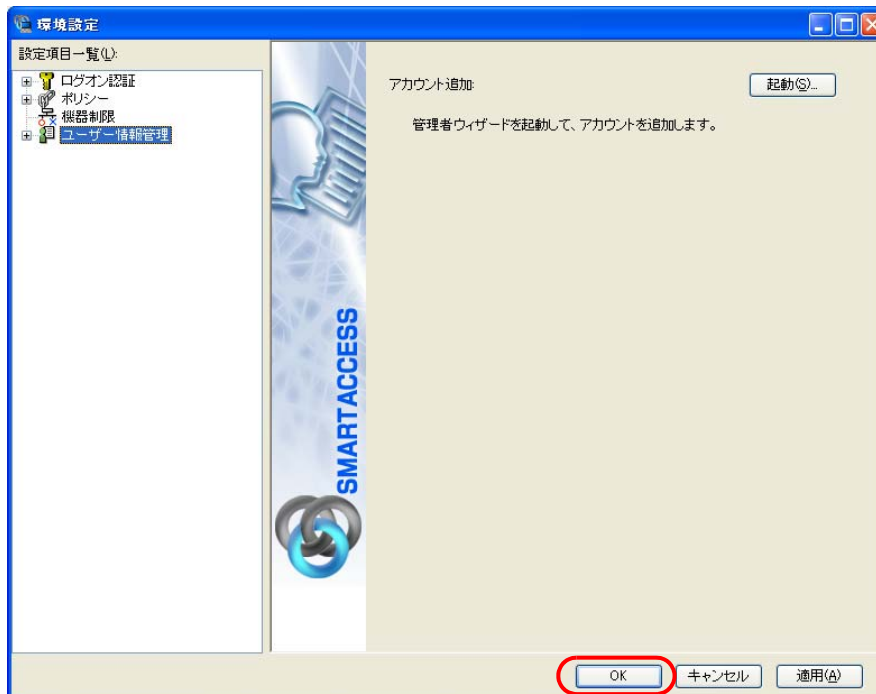 環境設定
設定項目一覧(L):
ログオン認証
ポリシー
機器制限
ユーザー情報管理
SMARTACCESS
アカウント追加:
起動(S)...
管理者ウィザードを起動して、アカウントを追加します。
OK
キャンセル
適用(A)